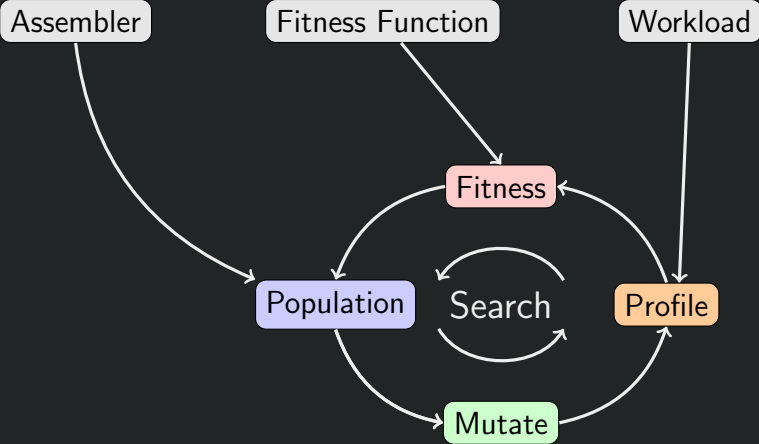 Assembler
Fitness Function
Workload
Fitness
Population
Search
Profile
Mutate